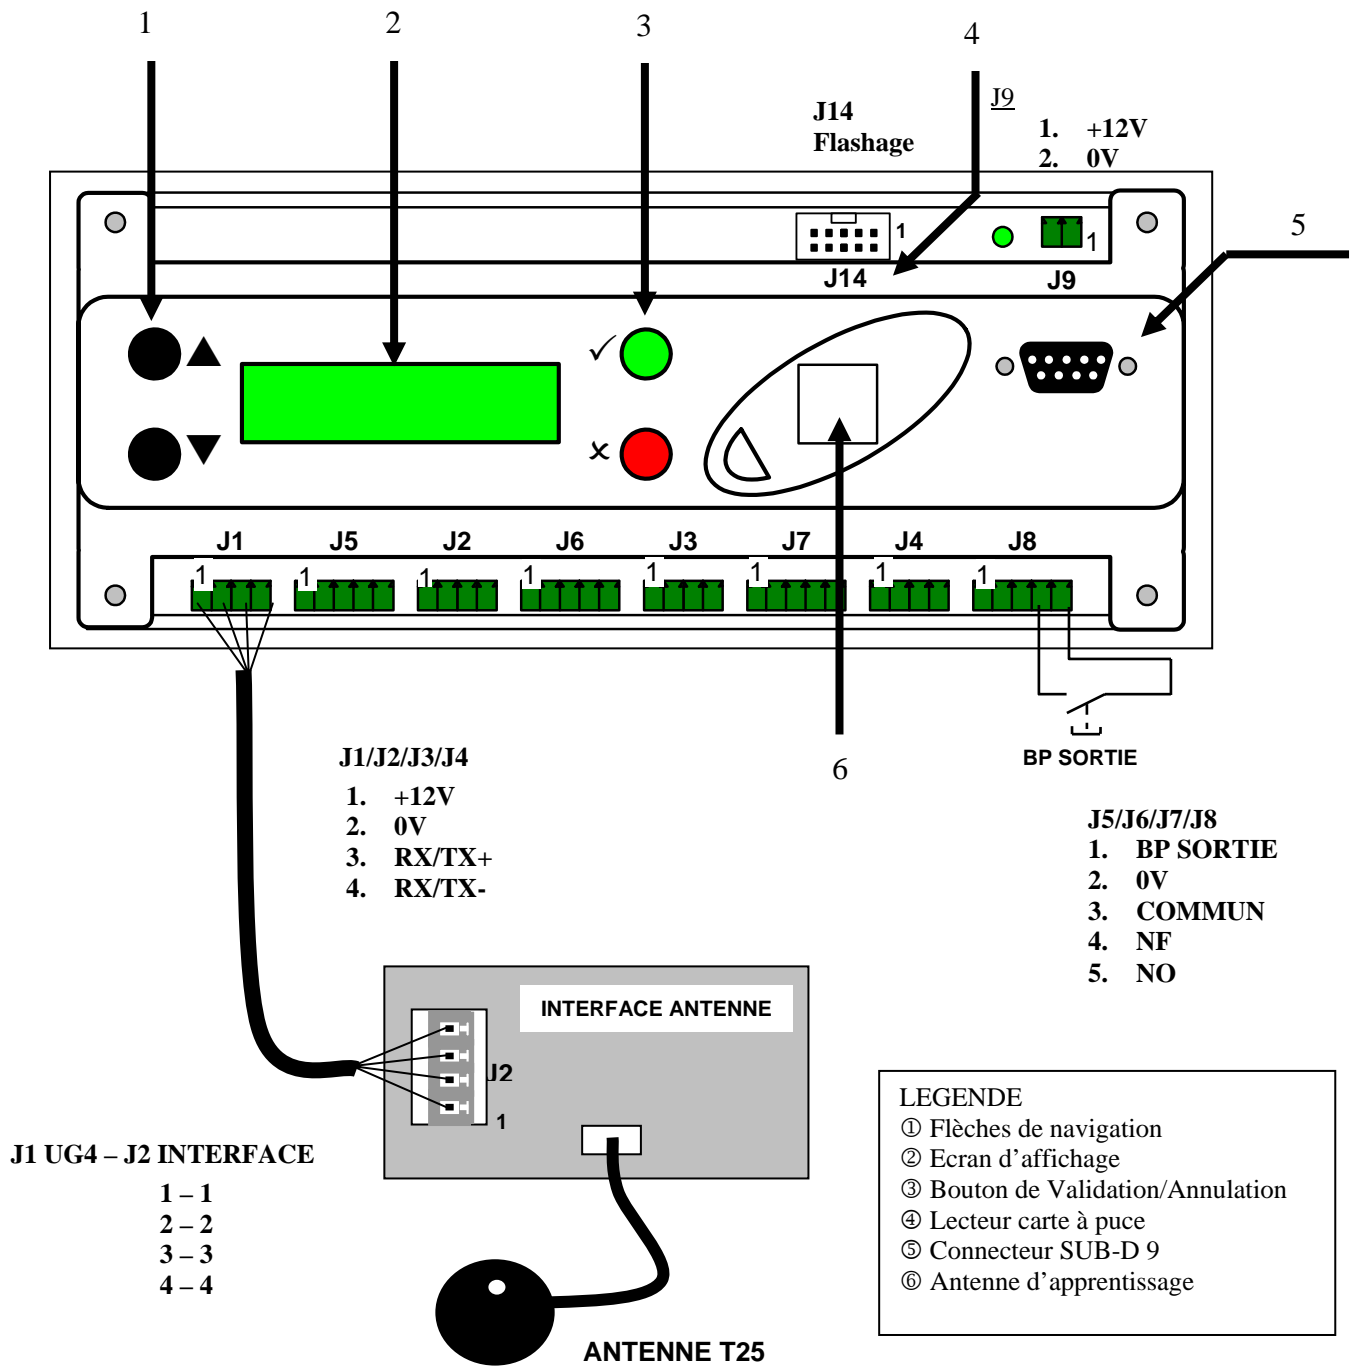 1
2
3
4
J14
Flashage
J9
1. +12V
2. 0V
5
1
1
J14
J9
✓
✗
J1
J5
J2
J6
J3
J7
J4
J8
1
1
1
1
1
1
1
1
6
BP SORTIE
J1/J2/J3/J4
1. +12V
2. 0V
3. RX/TX+
4. RX/TX-
J5/J6/J7/J8
1. BP SORTIE
2. 0V
3. COMMUN
4. NF
5. NO
INTERFACE ANTENNE
J2
1
J1 UG4 – J2 INTERFACE
1 – 1
2 – 2
3 – 3
4 – 4
LEGENDE
① Flèches de navigation
② Ecran d'affichage
③ Bouton de Validation/Annulation
④ Lecteur carte à puce
⑤ Connecteur SUB-D 9
⑥ Antenne d'apprentissage
ANTENNE T25